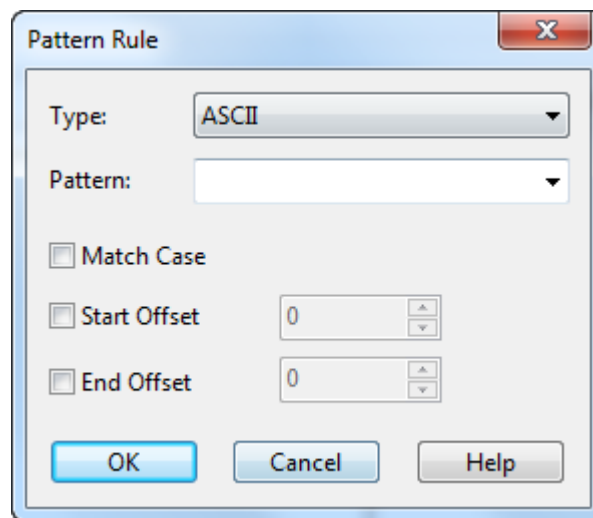 Pattern Rule
Type: ASCII
Pattern:
Match Case
Start Offset 0
End Offset 0
OK Cancel Help